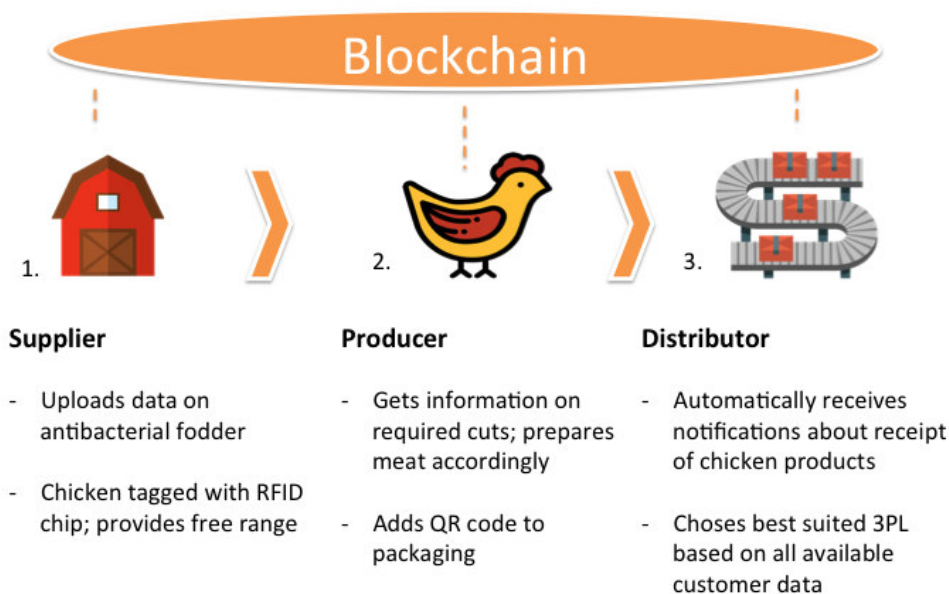 Blockchain
1.
2.
3.
Supplier
- Uploads data on
antibacterial fodder
- Chicken tagged with RFID
chip; provides free range
Producer
- Gets information on
required cuts; prepares
meat accordingly
- Adds QR code to
packaging
Distributor
- Automatically receives
notifications about receipt
of chicken products
- Choses best suited 3PL
based on all available
customer data